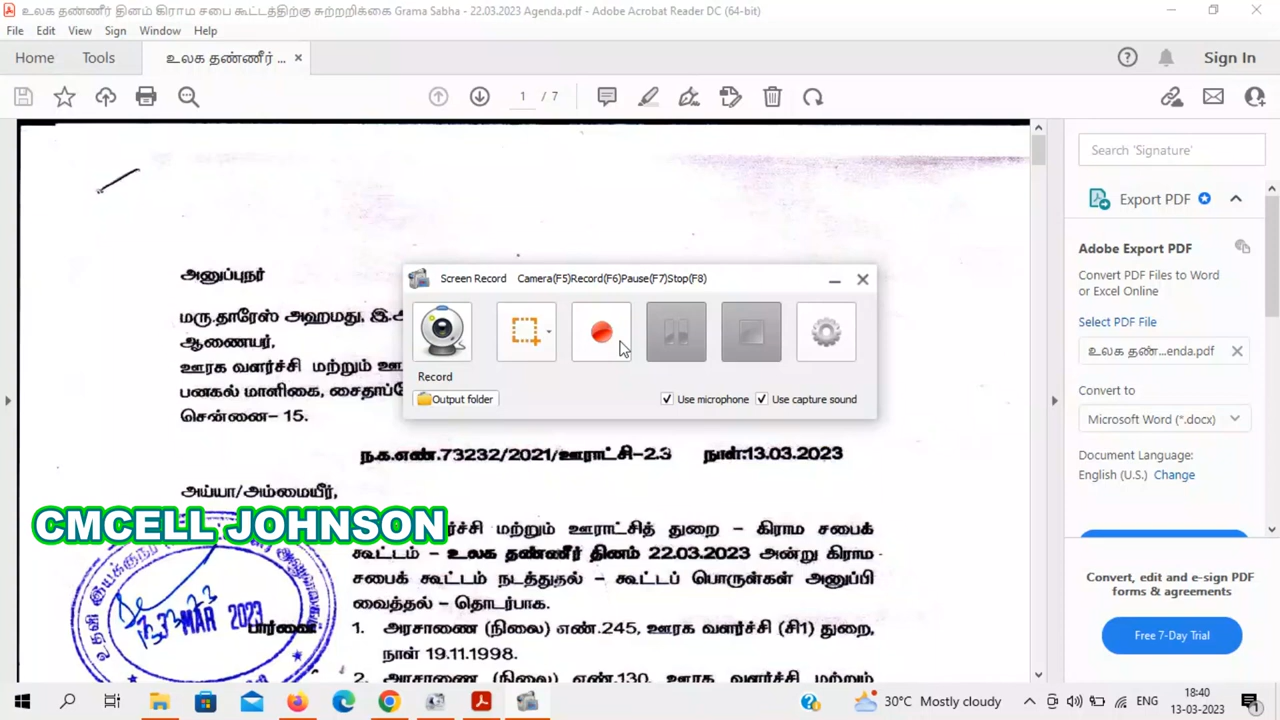 உலக தண்ணீர் தினம் கிராம சபை கூட்டத்திற்கு சுற்றறிக்கை Grama Sabha - 22.03.2023 Agenda.pdf - Adobe Acrobat Reader DC (64-bit)
File Edit View Sign Window Help
Home Tools உலக தண்ணீர் ... Sign In
1 / 7
Search 'Signature'
Export PDF
Adobe Export PDF
Convert PDF Files to Word
or Excel Online
Select PDF File
உலக தண்...enda.pdf
Convert to
Microsoft Word (*.docx)
Document Language:
English (U.S.) Change
Convert, edit and e-sign PDF
forms & agreements
Free 7-Day Trial
அனுப்புநர்
மரு.தாரேஸ் அஹமது, இ.
ஆணையர்,
ஊரக வளர்ச்சி மற்றும்
பனகல் மாளிகை,
சென்னை- 15.
Screen Record Camera(F5)Record(F6)Pause(F7)Stop(F8)
Record
Output folder Use microphone Use capture sound
ந.க.எண்.73232/2021/ஊராட்சி-2.3 நாள்:13.03.2023
அய்யா/அம்மையீர்,
CMCELL JOHNSON
மற்றும் ஊராட்சித் துறை - கிராம சபைக்
கூட்டம் - உலக தண்ணீர் தினம் 22.03.2023 அன்று கிராம
சபைக் கூட்டம் நடத்துதல் - கூட்டப் பொருள்கள் அனுப்பி
வைத்தல் - தொடர்பாக.
பார்வை 1. அரசாணை (நிலை) எண்.245, ஊரக வளர்ச்சி (சி1) துறை,
நாள் 19.11.1998.
2. அரசாணை (நிலை) எண்.130, ஊரக வளர்ச்சி மற்றும்
MAR 2023
30°C Mostly cloudy ENG 18:40
13-03-2023